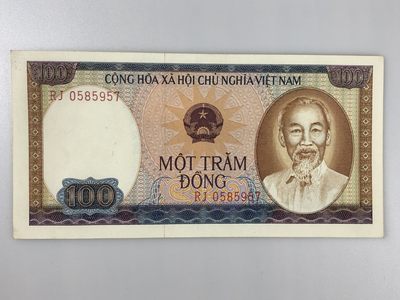 100
100
CỘNG HÒA XÃ HỘI CHỦ NGHĨA VIỆT NAM
RJ 0585957
MỘT TRĂM
ĐỒNG
100
RJ 0585957